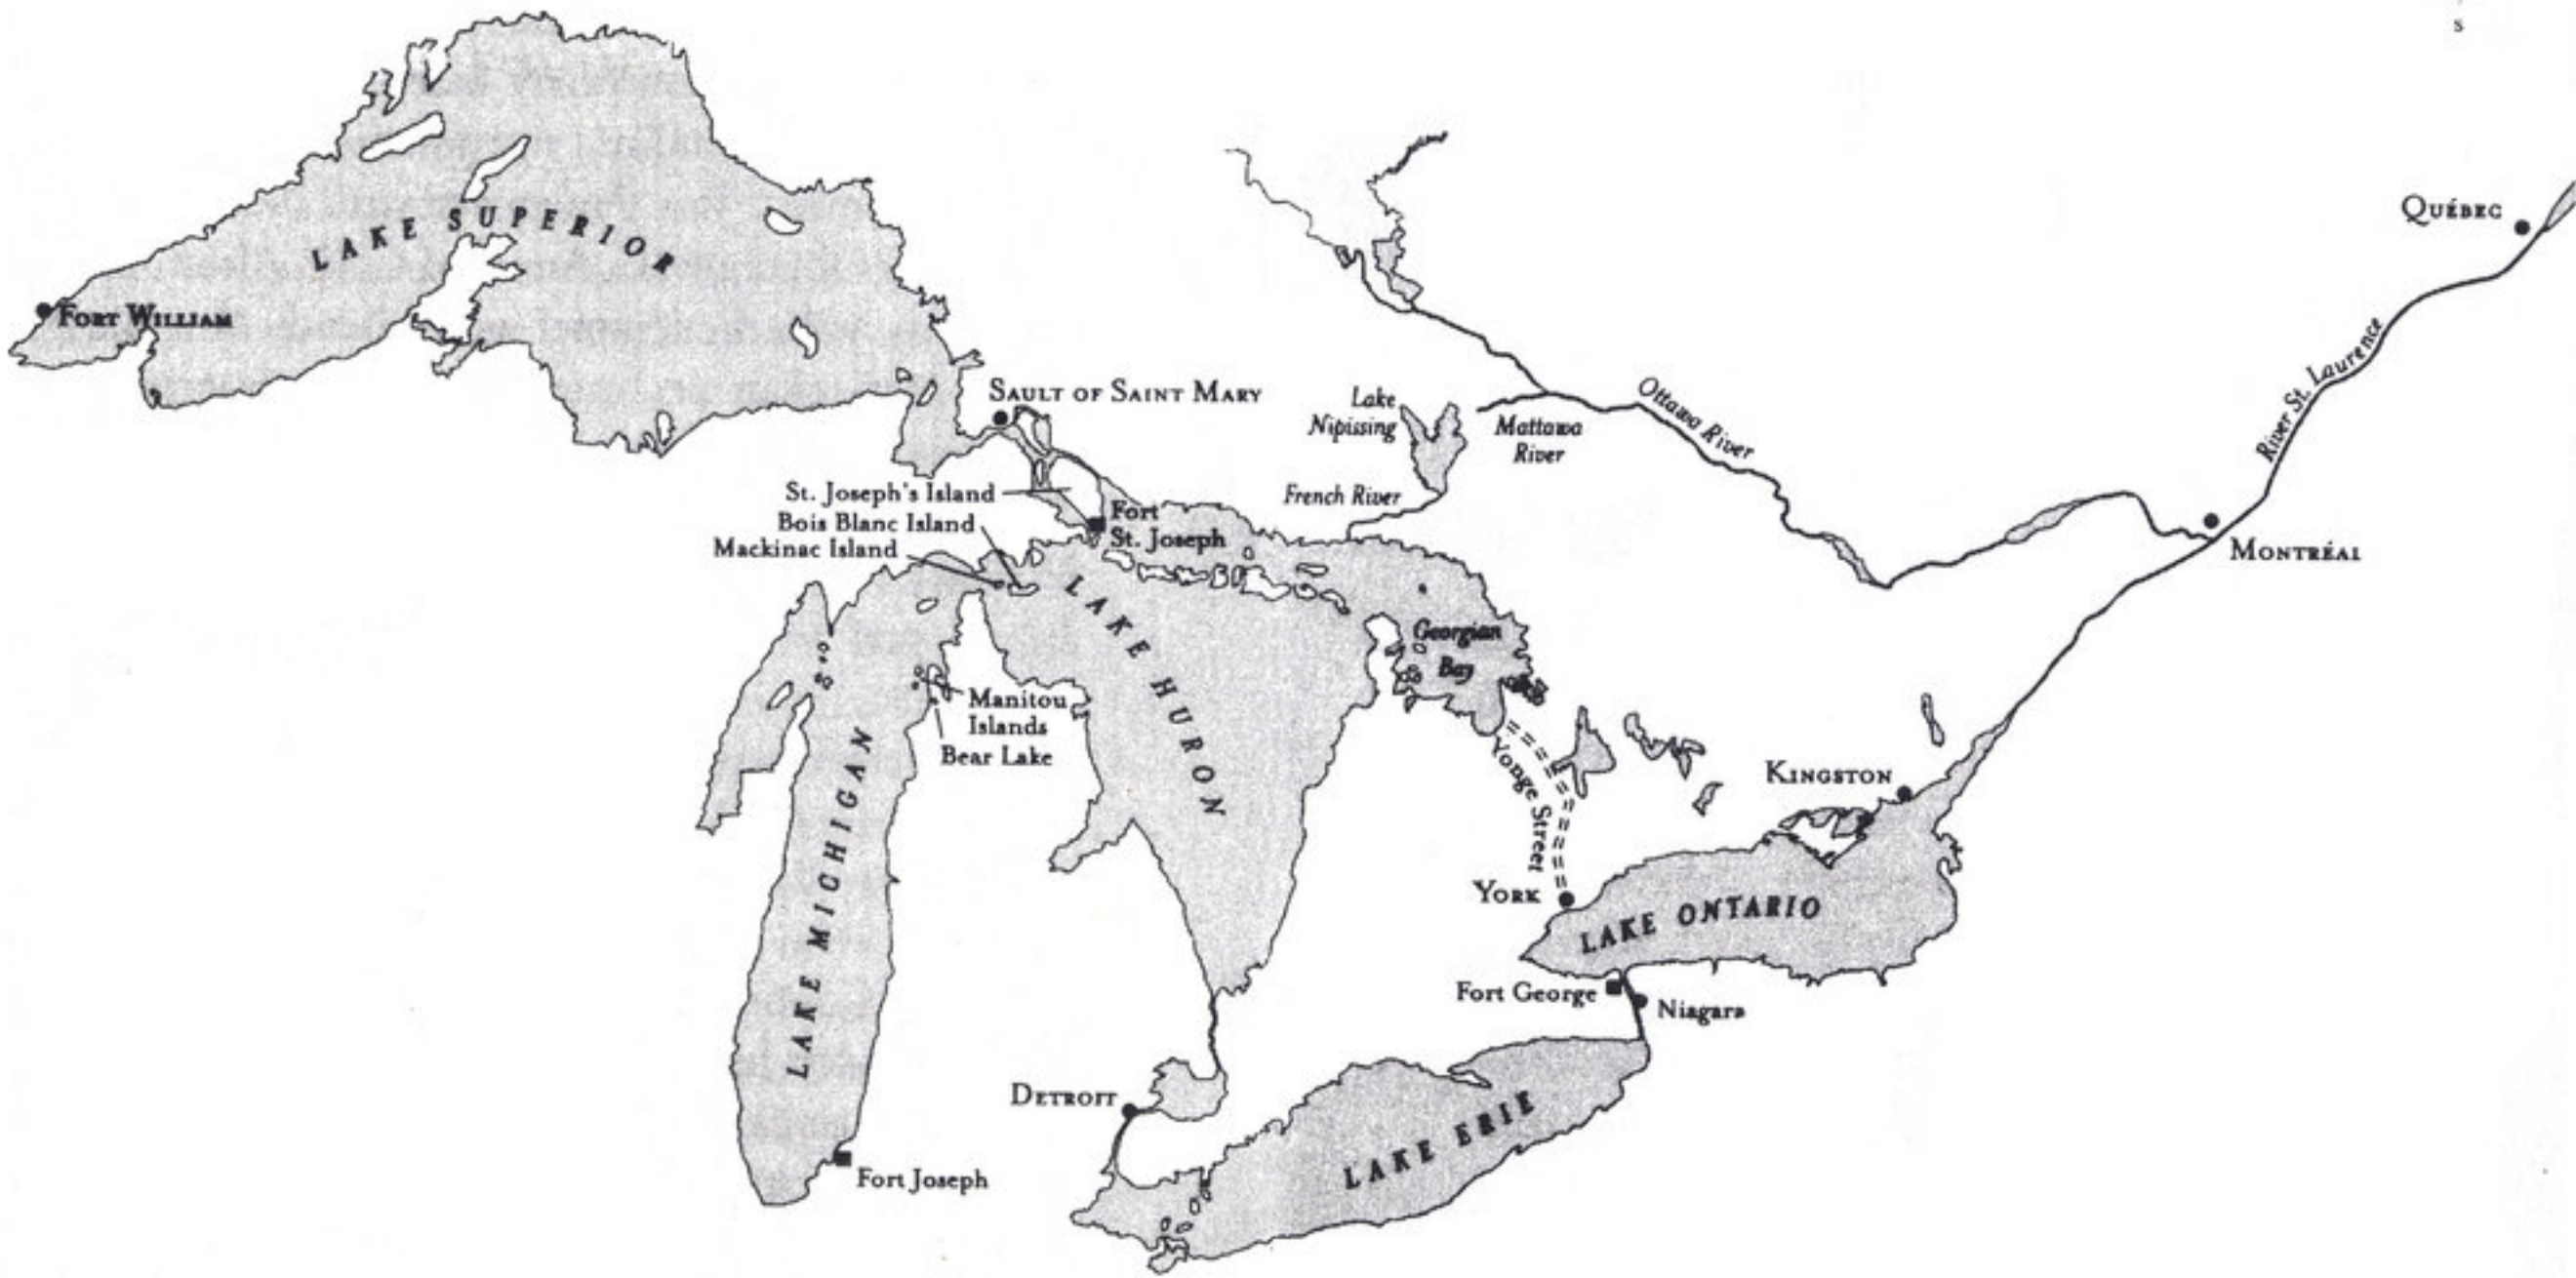 s
QUÉBEC
LAKE SUPERIOR
FORT WILLIAM
SAULT OF SAINT MARY
Lake
Nipissing
Mattawa
River
Ottawa River
River St. Laurence
French River
St. Joseph's Island
Bois Blanc Island
Mackinac Island
Fort
St. Joseph
MONTRÉAL
LAKE HURON
Georgian
Bay
Manitou
Islands
Bear Lake
LAKE MICHIGAN
Yonge Street
KINGSTON
YORK
LAKE ONTARIO
Fort George
Niagara
DETROIT
LAKE ERIE
Fort Joseph